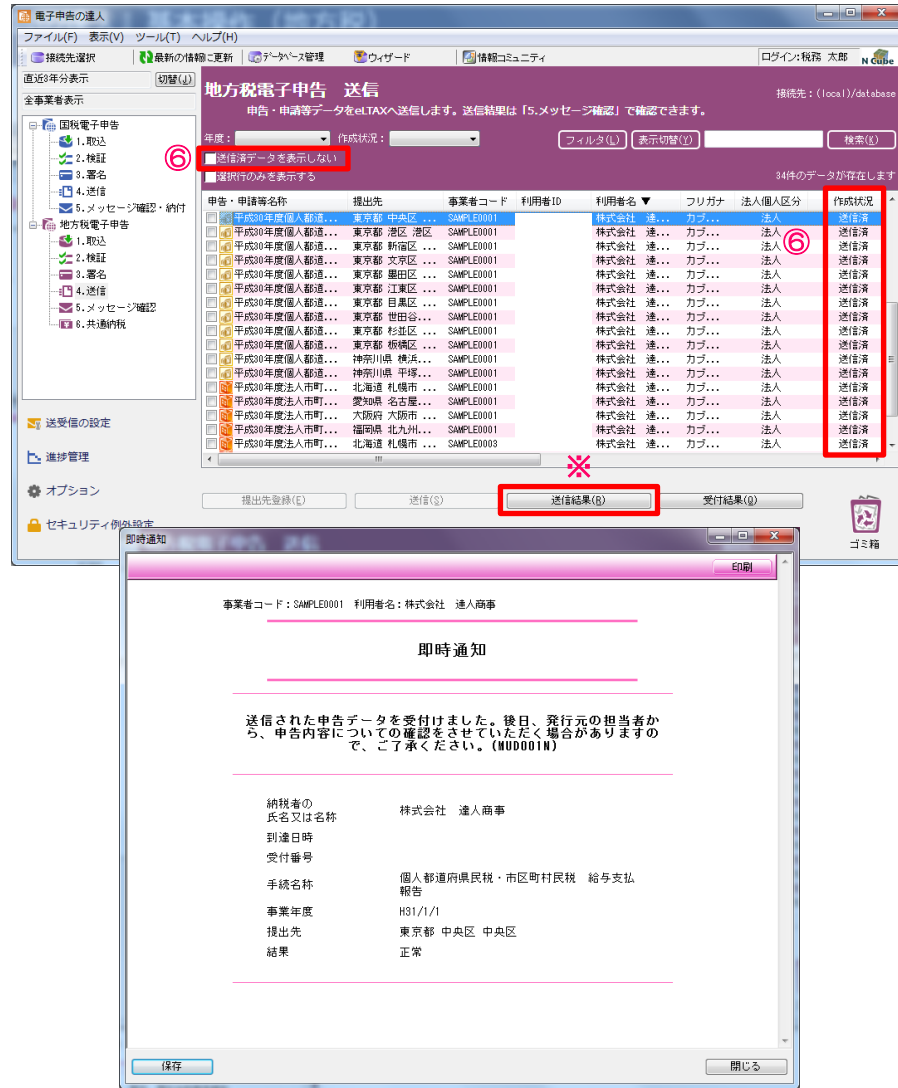 電子申告の達人
ファイル(F) 表示(V) ツール(T) ヘルプ(H)
接続先選択 最新の情報に更新 データベース管理 ウィザード 情報コミュニティ ログイン:税務 太郎 N Cube
直近3年分表示 切替(J)
全事業者表示
国税電子申告
1.取込
2.検証
3.署名
4.送信
5.メッセージ確認・納付
地方税電子申告
1.取込
2.検証
3.署名
4.送信
5.メッセージ確認
6.共通納税
送受信の設定
進捗管理
オプション
セキュリティ例外設定
地方税電子申告 送信
接続先：(local)/database
申告・申請等データをeLTAXへ送信します。送信結果は「5.メッセージ確認」で確認できます。
年度： 作成状況： フィルタ(L) 表示切替(Y) 検索(K)
⑥ 送信済データを表示しない
選択行のみを表示する 34件のデータが存在します
申告・申請等名称 提出先 事業者コード 利用者ID 利用者名 ▼ フリガナ 法人個人区分 作成状況
平成30年度個人都道... 東京都 中央区 ... SAMPLE0001 株式会社 達... カブ... 法人 送信済
平成30年度個人都道... 東京都 港区 港区 SAMPLE0001 株式会社 達... カブ... 法人 送信済
⑥
平成30年度個人都道... 東京都 新宿区 ... SAMPLE0001 株式会社 達... カブ... 法人 送信済
平成30年度個人都道... 東京都 文京区 ... SAMPLE0001 株式会社 達... カブ... 法人 送信済
平成30年度個人都道... 東京都 墨田区 ... SAMPLE0001 株式会社 達... カブ... 法人 送信済
平成30年度個人都道... 東京都 江東区 ... SAMPLE0001 株式会社 達... カブ... 法人 送信済
平成30年度個人都道... 東京都 目黒区 ... SAMPLE0001 株式会社 達... カブ... 法人 送信済
平成30年度個人都道... 東京都 世田谷... SAMPLE0001 株式会社 達... カブ... 法人 送信済
平成30年度個人都道... 東京都 杉並区 ... SAMPLE0001 株式会社 達... カブ... 法人 送信済
平成30年度個人都道... 東京都 板橋区 ... SAMPLE0001 株式会社 達... カブ... 法人 送信済
平成30年度個人都道... 神奈川県 横浜... SAMPLE0001 株式会社 達... カブ... 法人 送信済
平成30年度個人都道... 神奈川県 平塚... SAMPLE0001 株式会社 達... カブ... 法人 送信済
平成30年度法人市町... 北海道 札幌市 ... SAMPLE0001 株式会社 達... カブ... 法人 送信済
平成30年度法人市町... 愛知県 名古屋... SAMPLE0001 株式会社 達... カブ... 法人 送信済
平成30年度法人市町... 大阪府 大阪市 ... SAMPLE0001 株式会社 達... カブ... 法人 送信済
平成30年度法人市町... 福岡県 北九州... SAMPLE0001 株式会社 達... カブ... 法人 送信済
平成30年度法人市町... 北海道 札幌市 ... SAMPLE0003 株式会社 達... カブ... 法人 送信済
※
提出先登録(E) 送信(S) 送信結果(R) 受付結果(Q)
ゴミ箱
即時通知
印刷
事業者コード：SAMPLE0001 利用者名：株式会社 達人商事
即時通知
送信された申告データを受付けました。後日、発行元の担当者か
ら、申告内容についての確認をさせていただく場合がありますの
で、ご了承ください。(MUD001N)
納税者の
氏名又は名称 株式会社 達人商事
到達日時
受付番号
手続名称 個人都道府県民税・市区町村民税 給与支払
報告
事業年度 H31/1/1
提出先 東京都 中央区 中央区
結果 正常
保存 閉じる